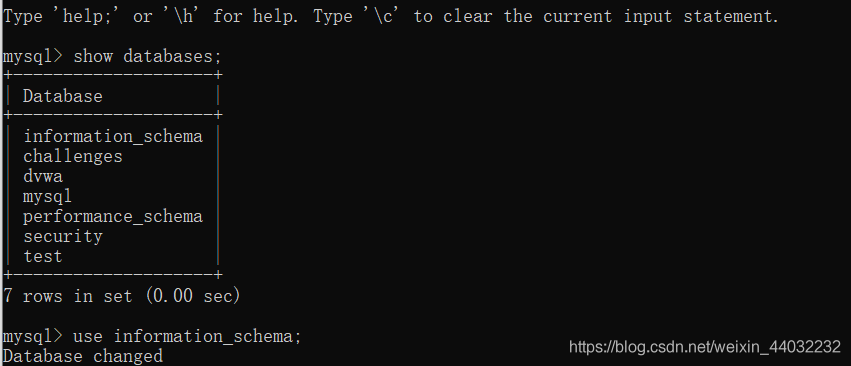 Type 'help;' or '\h' for help. Type '\c' to clear the current input statement.
mysql> show databases;
+--------------------+
| Database           |
+--------------------+
| information_schema |
| challenges         |
| dvwa               |
| mysql              |
| performance_schema |
| security           |
| test               |
+--------------------+
7 rows in set (0.00 sec)
mysql> use information_schema;
Database changed
https://blog.csdn.net/weixin_44032232